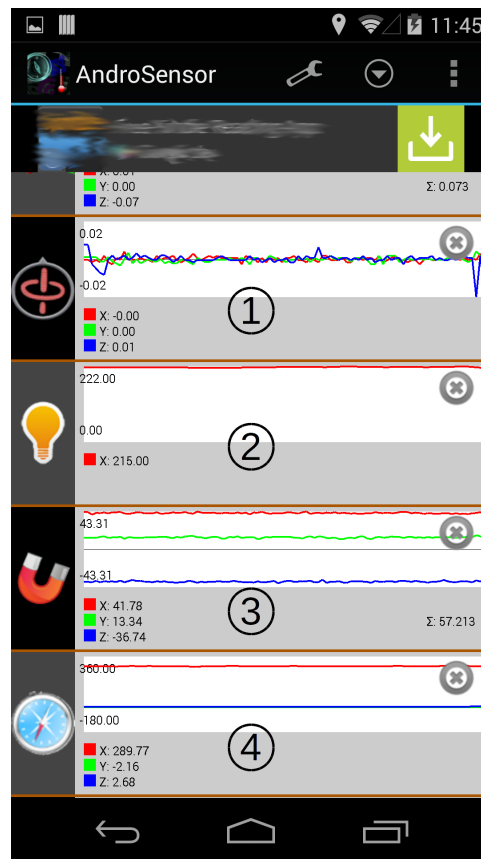 11:45
AndroSensor
X: 0.01
Y: 0.00
Σ: 0.073
Z: -0.07
0.02
-0.02
1
X: -0.00
Y: 0.00
Z: 0.01
222.00
0.00
2
X: 215.00
43.31
-43.31
3
X: 41.78
Y: 13.34
Σ: 57.213
Z: -36.74
360.00
-180.00
4
X: 289.77
Y: -2.16
Z: 2.68